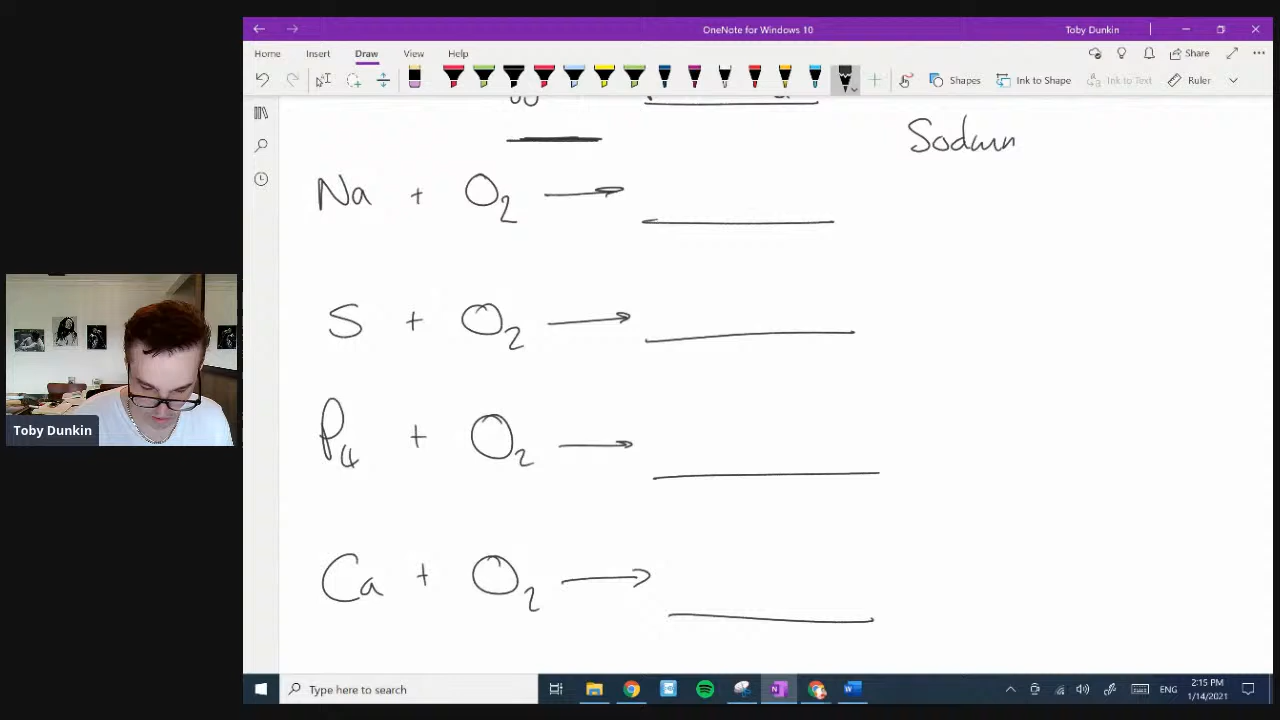 OneNote for Windows 10
Toby Dunkin
Home Insert Draw View Help
Share
Shapes
Ink to Shape
Ink to Text
Ruler
Sodium
Na + O2 →
S + O2 →
P4 + O2 →
Ca + O2 →
Toby Dunkin
Type here to search
ENG
2:15 PM
1/14/2021